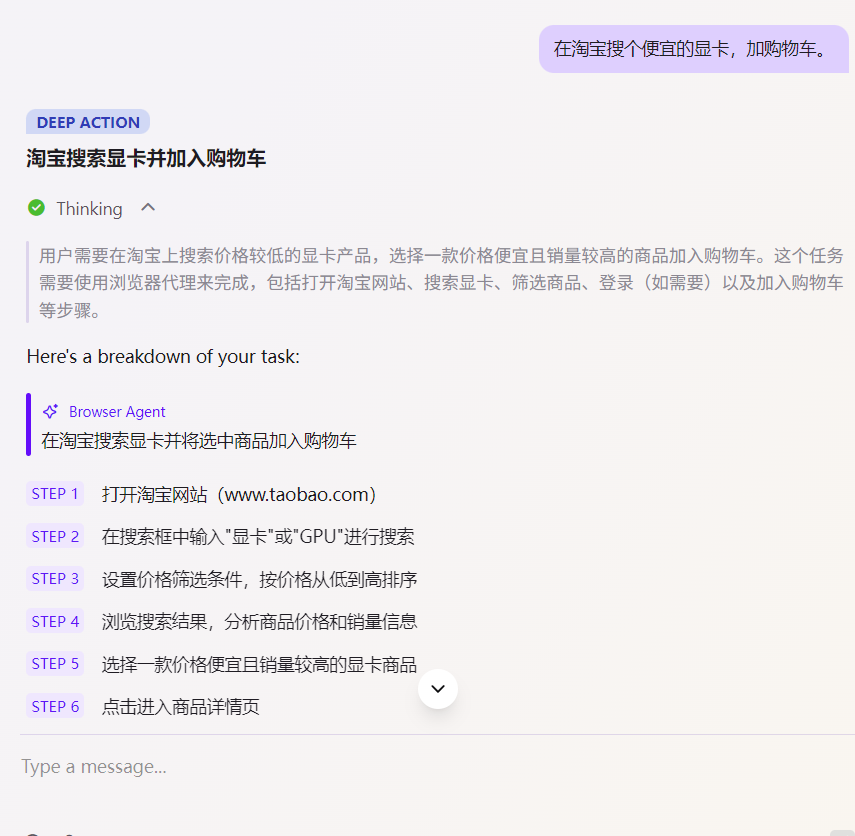 在淘宝搜个便宜的显卡，加购物车。
DEEP ACTION
淘宝搜索显卡并加入购物车
Thinking
用户需要在淘宝上搜索价格较低的显卡产品，选择一款价格便宜且销量较高的商品加入购物车。这个任务
需要使用浏览器代理来完成，包括打开淘宝网站、搜索显卡、筛选商品、登录（如需要）以及加入购物车
等步骤。
Here's a breakdown of your task:
Browser Agent
在淘宝搜索显卡并将选中商品加入购物车
STEP 1 打开淘宝网站（www.taobao.com）
STEP 2 在搜索框中输入"显卡"或"GPU"进行搜索
STEP 3 设置价格筛选条件，按价格从低到高排序
STEP 4 浏览搜索结果，分析商品价格和销量信息
STEP 5 选择一款价格便宜且销量较高的显卡商品
STEP 6 点击进入商品详情页
Type a message...